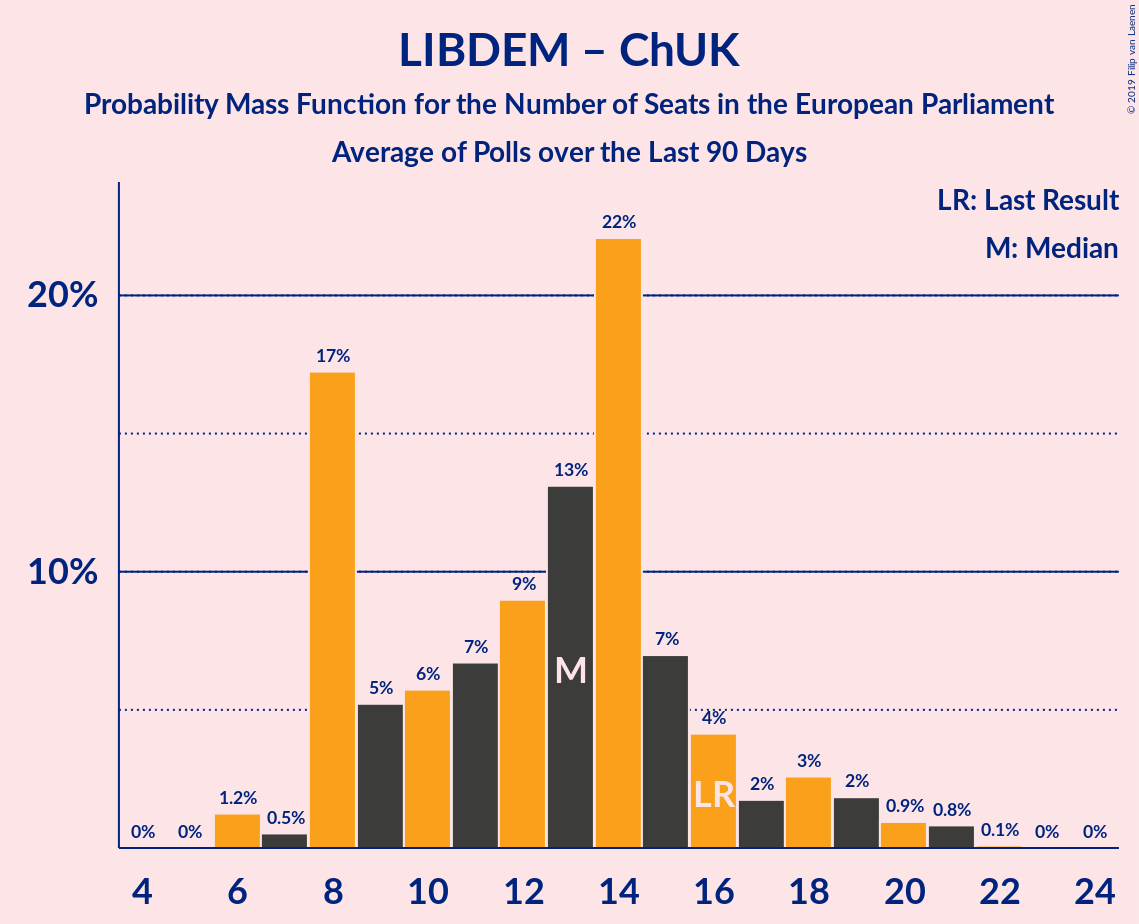 LIBDEM – ChUK
Probability Mass Function for the Number of Seats in the European Parliament
Average of Polls over the Last 90 Days
© 2019 Filip van Laenen
LR: Last Result
M: Median
22%
20%
17%
13%
10%
9%
7%
7%
6%
M
5%
4%
3%
LR
2%
2%
1.2%
0.9%
0.8%
0.5%
0%
0%
0.1%
0%
0%
4 6 8 10 12 14 16 18 20 22 24